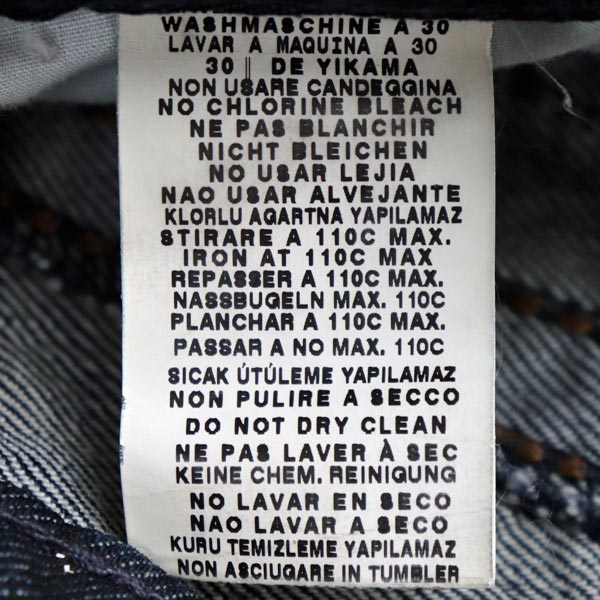 WASHMASCHINE A 30
LAVAR A MAQUINA A 30
30 || DE YIKAMA
NON USARE CANDEGGINA
NO CHLORINE BLEACH
NE PAS BLANCHIR
NICHT BLEICHEN
NO USAR LEJIA
NAO USAR ALVEJANTE
KLORLU AGARTNA YAPILAMAZ
STIRARE A 110C MAX.
IRON AT 110C MAX
REPASSER A 110C MAX.
NASSBUGELN MAX. 110C
PLANCHAR A 110C MAX.
PASSAR A NO MAX. 110C
SICAK ÚTÚLEME YAPILAMAZ
NON PULIRE A SECCO
DO NOT DRY CLEAN
NE PAS LAVER À SEC
KEINE CHEM. REINIGUNG
NO LAVAR EN SECO
NAO LAVAR A SECO
KURU TEMIZLEME YAPILAMAZ
NON ASCIUGARE IN TUMBLER